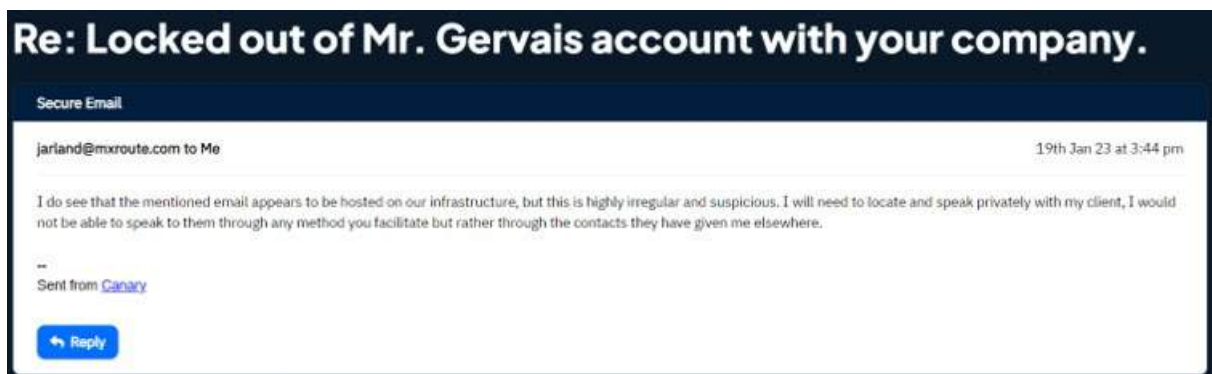 Re: Locked out of Mr. Gervais account with your company.
Secure Email
jarland@mxroute.com to Me
19th Jan 23 at 3:44 pm
I do see that the mentioned email appears to be hosted on our infrastructure, but this is highly irregular and suspicious. I will need to locate and speak privately with my client, I would
not be able to speak to them through any method you facilitate but rather through the contacts they have given me elsewhere.
--
Sent from Canary
Reply